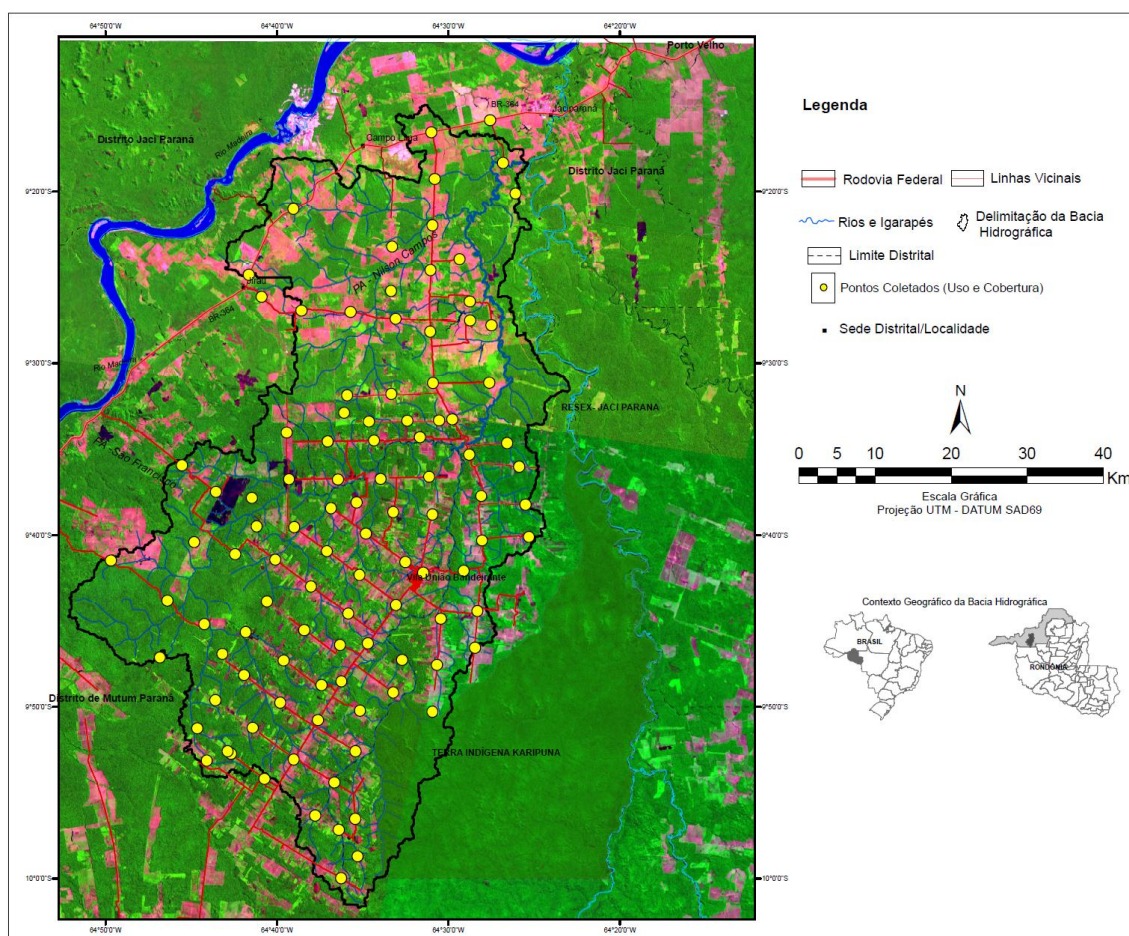 64°50'0"W 64°40'0"W 64°30'0"W 64°20'0"W
Porto Velho
BR-364
Jaciparaná
Campo Lima
Distrito Jaci Paraná
Rio Madeira
Distrito Jaci Paraná
9°20'0"S 9°20'0"S
PA - Nilson Campos
Jirau
BR-364
Rio Madeira
9°30'0"S 9°30'0"S
RESEX- JACI PARANA
PA -São Francisco
9°40'0"S 9°40'0"S
Vila União Bandeirante
Distrito de Mutum Paraná
9°50'0"S 9°50'0"S
TERRA INDÍGENA KARIPUNA
10°0'0"S 10°0'0"S
64°50'0"W 64°40'0"W 64°30'0"W 64°20'0"W
Legenda
Rodovia Federal Linhas Vicinais
Rios e Igarapés Delimitação da Bacia
Hidrográfica
Limite Distrital
Pontos Coletados (Uso e Cobertura)
Sede Distrital/Localidade
N
0 5 10 20 30 40
Km
Escala Gráfica
Projeção UTM - DATUM SAD69
Contexto Geográfico da Bacia Hidrográfica
BRASIL
RONDÔNIA